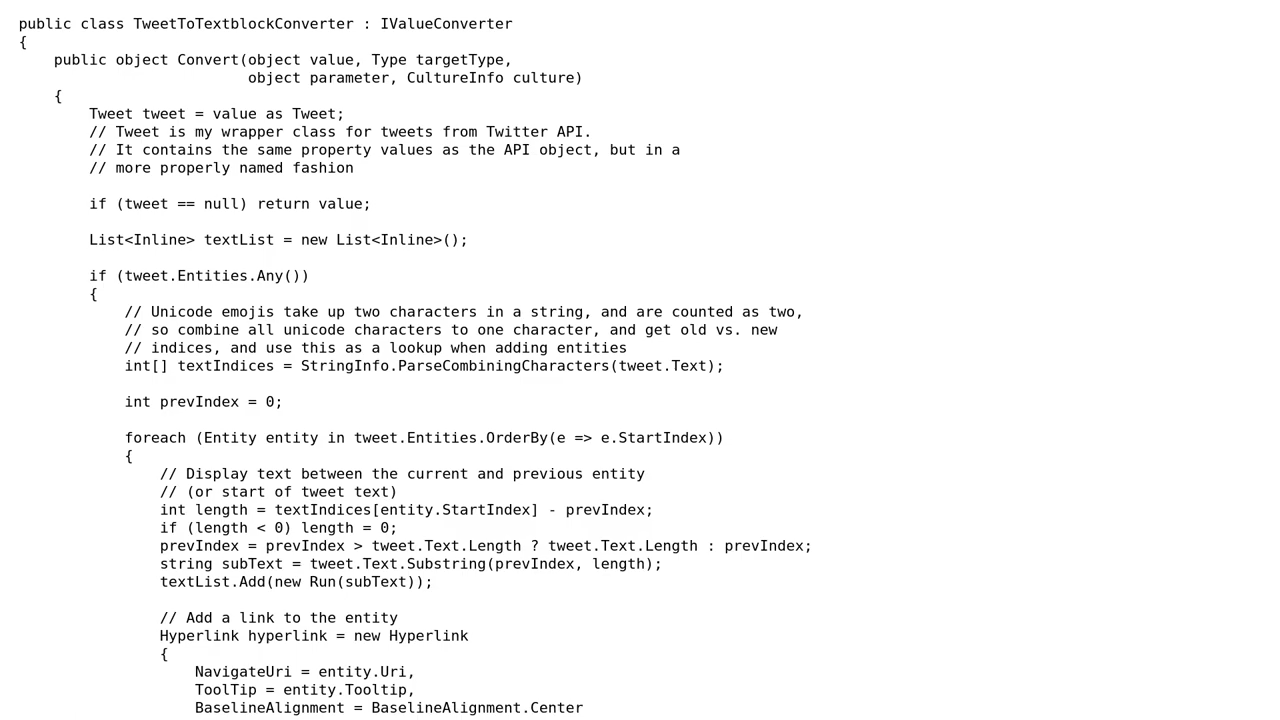 public class TweetToTextblockConverter : IValueConverter
{
    public object Convert(object value, Type targetType,
                          object parameter, CultureInfo culture)
    {
        Tweet tweet = value as Tweet;
        // Tweet is my wrapper class for tweets from Twitter API.
        // It contains the same property values as the API object, but in a
        // more properly named fashion

        if (tweet == null) return value;

        List<Inline> textList = new List<Inline>();

        if (tweet.Entities.Any())
        {
            // Unicode emojis take up two characters in a string, and are counted as two,
            // so combine all unicode characters to one character, and get old vs. new
            // indices, and use this as a lookup when adding entities
            int[] textIndices = StringInfo.ParseCombiningCharacters(tweet.Text);

            int prevIndex = 0;

            foreach (Entity entity in tweet.Entities.OrderBy(e => e.StartIndex))
            {
                // Display text between the current and previous entity
                // (or start of tweet text)
                int length = textIndices[entity.StartIndex] - prevIndex;
                if (length < 0) length = 0;
                prevIndex = prevIndex > tweet.Text.Length ? tweet.Text.Length : prevIndex;
                string subText = tweet.Text.Substring(prevIndex, length);
                textList.Add(new Run(subText));

                // Add a link to the entity
                Hyperlink hyperlink = new Hyperlink
                {
                    NavigateUri = entity.Uri,
                    ToolTip = entity.Tooltip,
                    BaselineAlignment = BaselineAlignment.Center